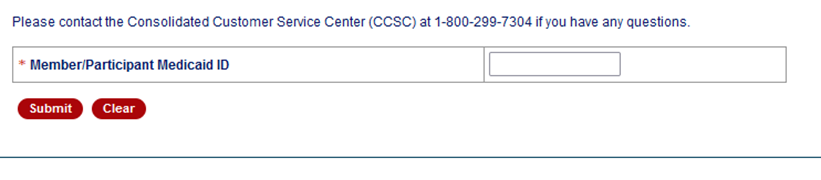 Please contact the Consolidated Customer Service Center (CCSC) at 1-800-299-7304 if you have any questions.
* Member/Participant Medicaid ID
Submit Clear